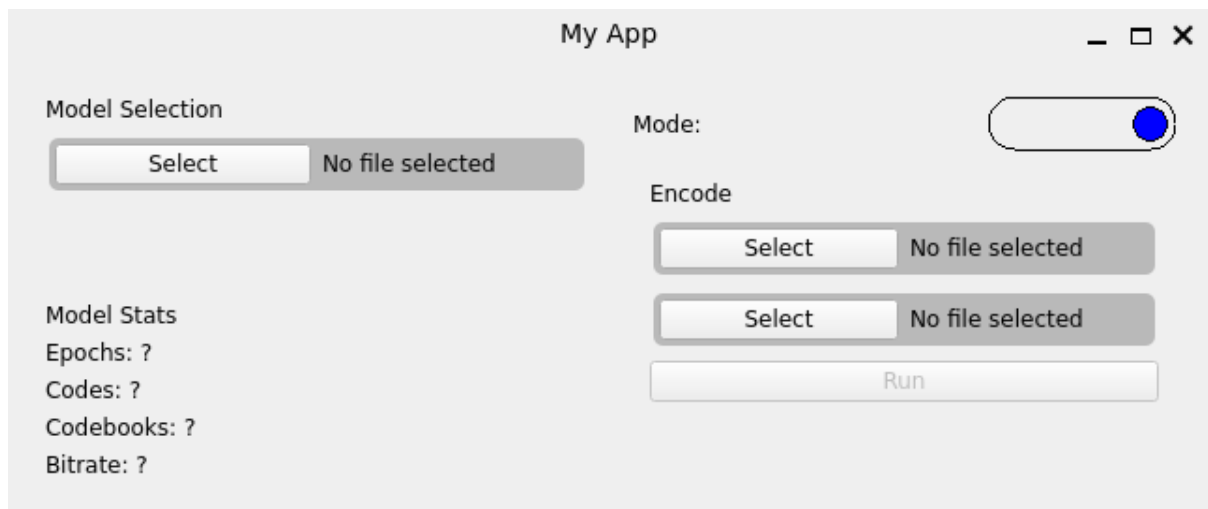 My App
Model Selection
Select No file selected
Model Stats
Epochs: ?
Codes: ?
Codebooks: ?
Bitrate: ?
Mode:
Encode
Select No file selected
Select No file selected
Run